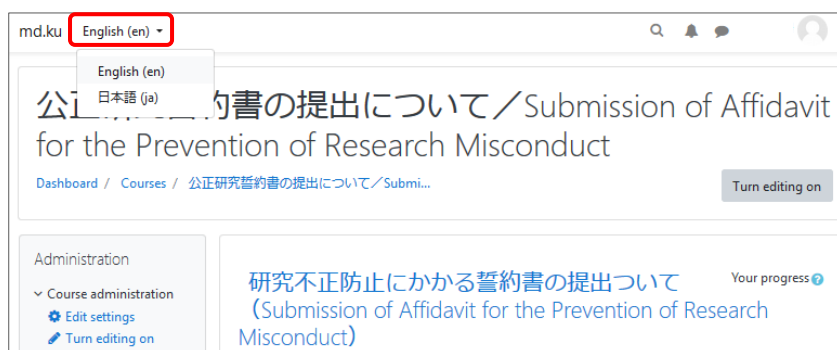 md.ku English (en)
English (en)
日本語 (ja)
書の提出について／Submission of Affidavit
for the Prevention of Research Misconduct
Dashboard / Courses / 公正研究誓約書の提出について／Submi...
Turn editing on
Administration
研究不正防止にかかる誓約書の提出ついて
Your progress
（Submission of Affidavit for the Prevention of Research
Misconduct）
Course administration
Edit settings
Turn editing on